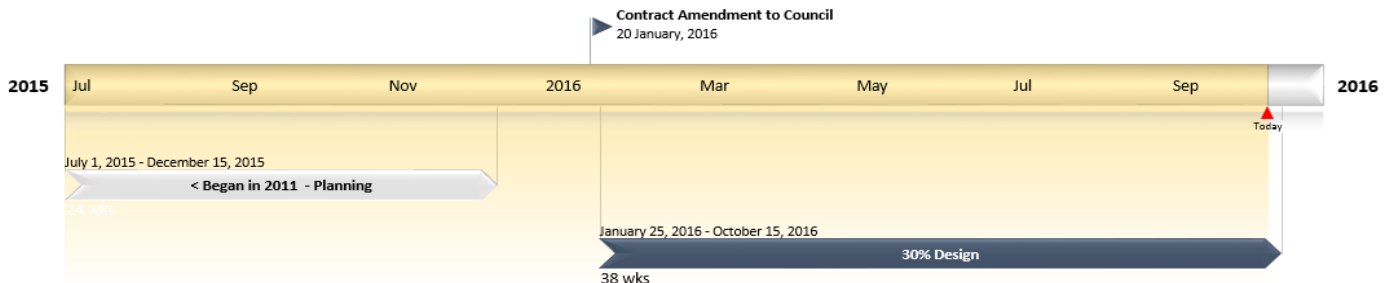 Contract Amendment to Council
20 January, 2016
2015 Jul Sep Nov 2016 Mar May Jul Sep 2016
Today
July 1, 2015 - December 15, 2015
< Began in 2011 - Planning
24 wks
January 25, 2016 - October 15, 2016
30% Design
38 wks